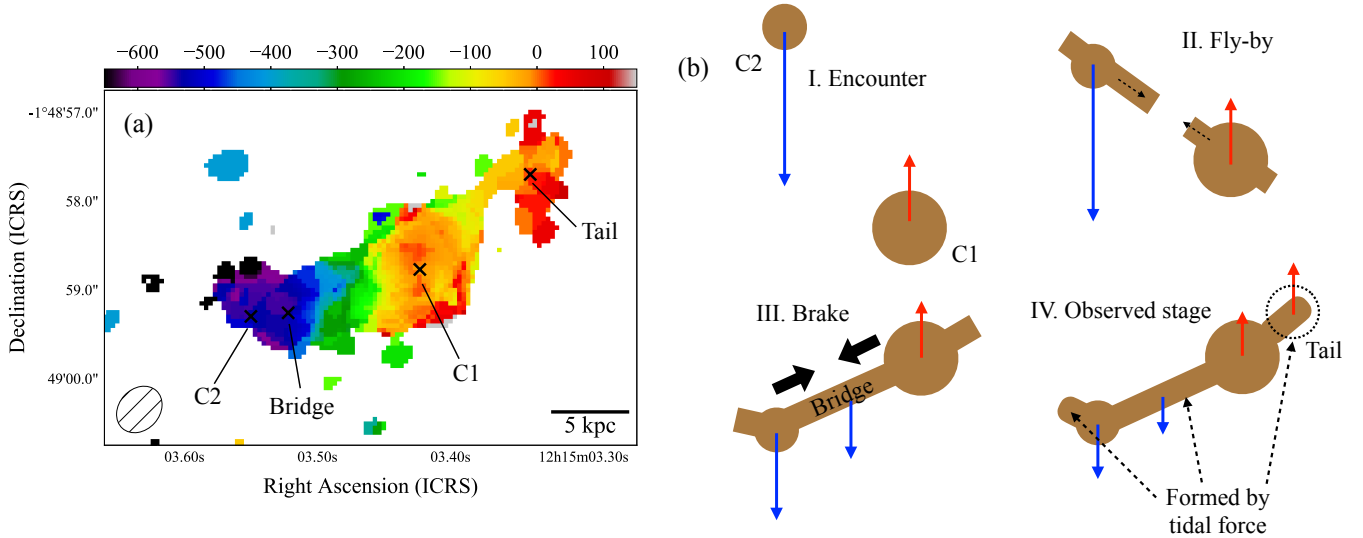 −600 −500 −400 −300 −200 −100 0 100
(a)
-1°48'57.0"
58.0"
59.0"
49'00.0"
Declination (ICRS)
Tail
C1
C2
Bridge
5 kpc
03.60s 03.50s 03.40s 12h15m03.30s
Right Ascension (ICRS)
(b)
C2
I. Encounter
C1
II. Fly-by
III. Brake
Bridge
IV. Observed stage
Tail
Formed by
tidal force